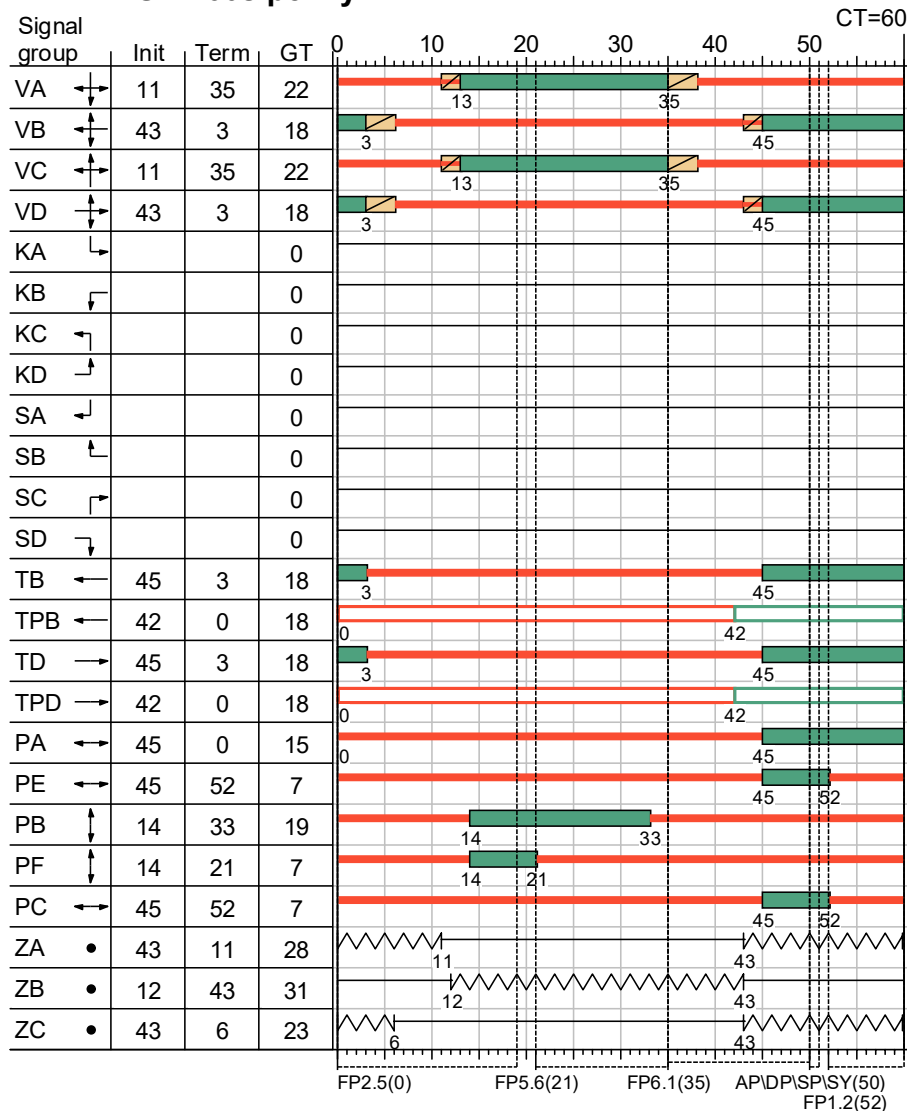 CT=60
Signal group Init Term GT 0 10 20 30 40 50
VA 11 35 22 13 35
VB 43 3 18 3 45
VC 11 35 22 13 35
VD 43 3 18 3 45
KA 0
KB 0
KC 0
KD 0
SA 0
SB 0
SC 0
SD 0
TB 45 3 18 3 45
TPB 42 0 18 0 42
TD 45 3 18 3 45
TPD 42 0 18 0 42
PA 45 0 15 0 45
PE 45 52 7 45 52
PB 14 33 19 14 33
PF 14 21 7 14 21
PC 45 52 7 45 52
ZA 43 11 28 11 43
ZB 12 43 31 12 43
ZC 43 6 23 6 43
FP2.5(0) FP5.6(21) FP6.1(35) AP\DP\SP\SY(50)
FP1.2(52)